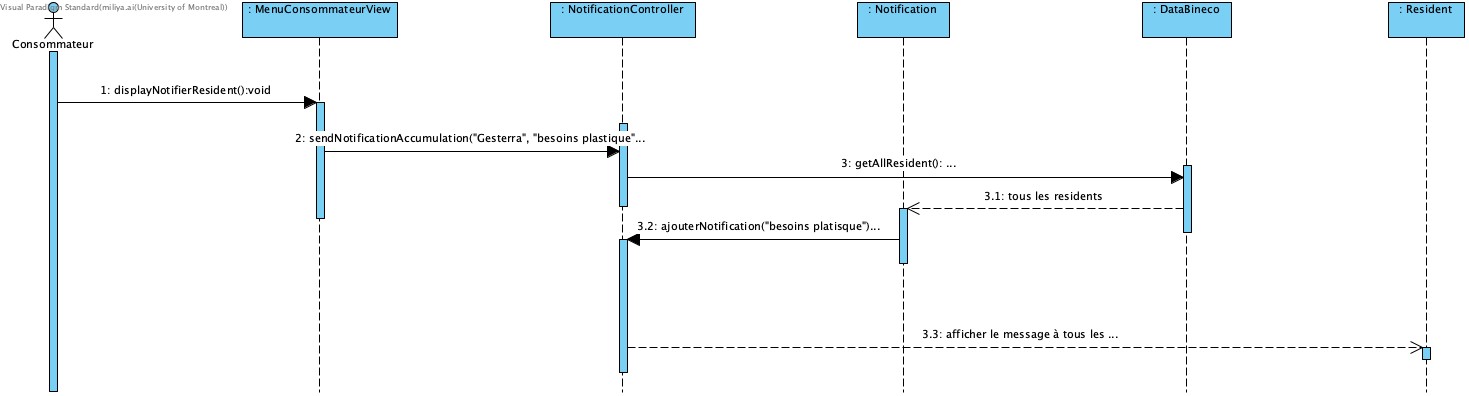 Visual Paradigm Standard(miliya.ai(University of Montreal))
: MenuConsommateurView
: NotificationController
: Notification
: DataBineco
: Resident
Consommateur
1: displayNotifierResident():void
2: sendNotificationAccumulation("Gesterra", "besoins plastique"...
3: getAllResident(): ...
3.1: tous les residents
3.2: ajouterNotification("besoins platisque")...
3.3: afficher le message à tous les ...